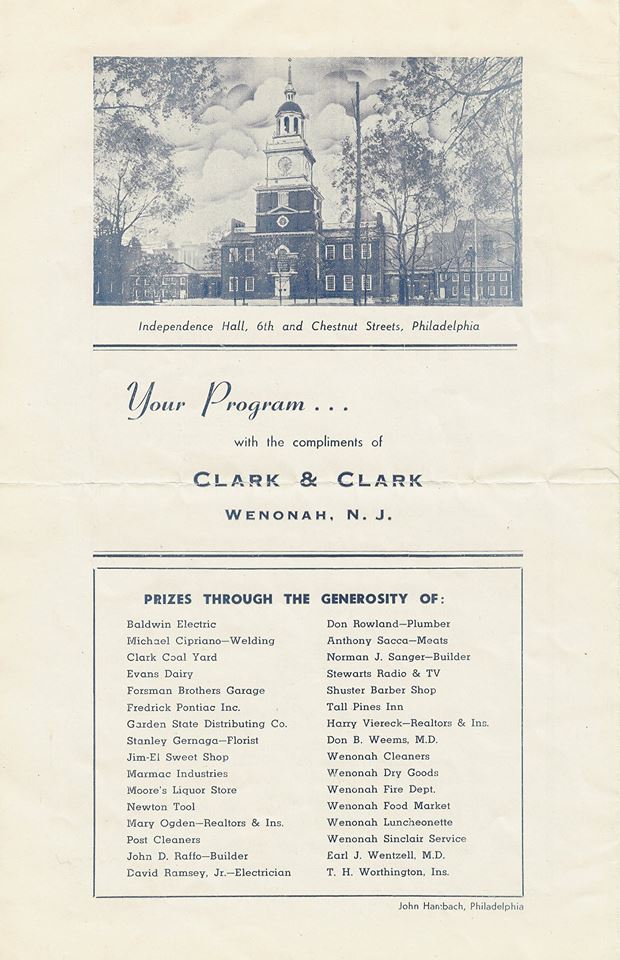 Independence Hall, 6th and Chestnut Streets, Philadelphia
Your Program...
with the compliments of
CLARK & CLARK
WENONAH, N. J.
PRIZES THROUGH THE GENEROSITY OF:
Baldwin Electric
Michael Cipriano—Welding
Clark Coal Yard
Evans Dairy
Forsman Brothers Garage
Fredrick Pontiac Inc.
Garden State Distributing Co.
Stanley Gernaga—Florist
Jim-El Sweet Shop
Marmac Industries
Moore's Liquor Store
Newton Tool
Mary Ogden—Realtors & Ins.
Post Cleaners
John D. Raffo—Builder
David Ramsey, Jr.—Electrician
Don Rowland—Plumber
Anthony Sacca—Meats
Norman J. Sanger—Builder
Stewarts Radio & TV
Shuster Barber Shop
Tall Pines Inn
Harry Viereck—Realtors & Ins.
Don B. Weems, M.D.
Wenonah Cleaners
Wenonah Dry Goods
Wenonah Fire Dept.
Wenonah Food Market
Wenonah Luncheonette
Wenonah Sinclair Service
Earl J. Wentzell, M.D.
T. H. Worthington, Ins.
John Hambach, Philadelphia